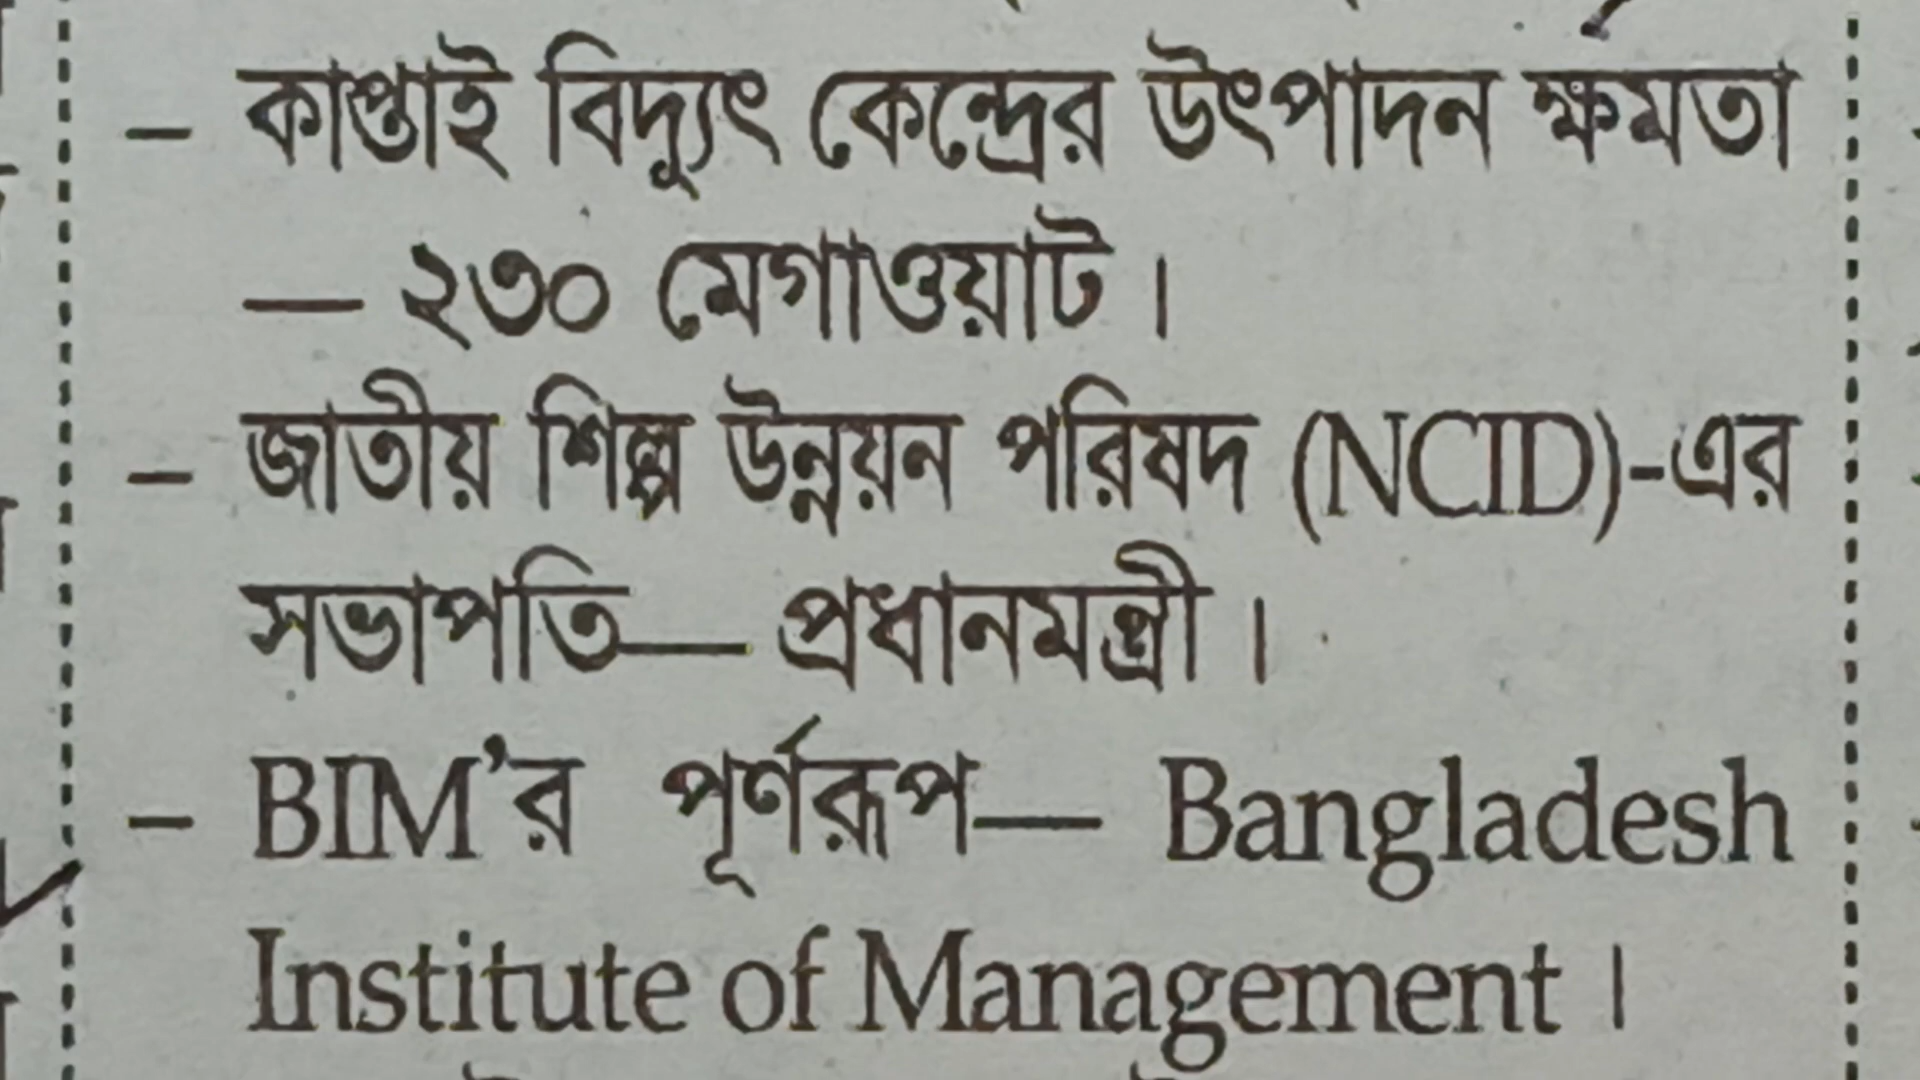 – কাপ্তাই বিদ্যুৎ কেন্দ্রের উৎপাদন ক্ষমতা
— ২৩০ মেগাওয়াট।
– জাতীয় শিল্প উন্নয়ন পরিষদ (NCID)-এর
সভাপতি— প্রধানমন্ত্রী।
– BIM’র পূর্ণরূপ— Bangladesh
Institute of Management।